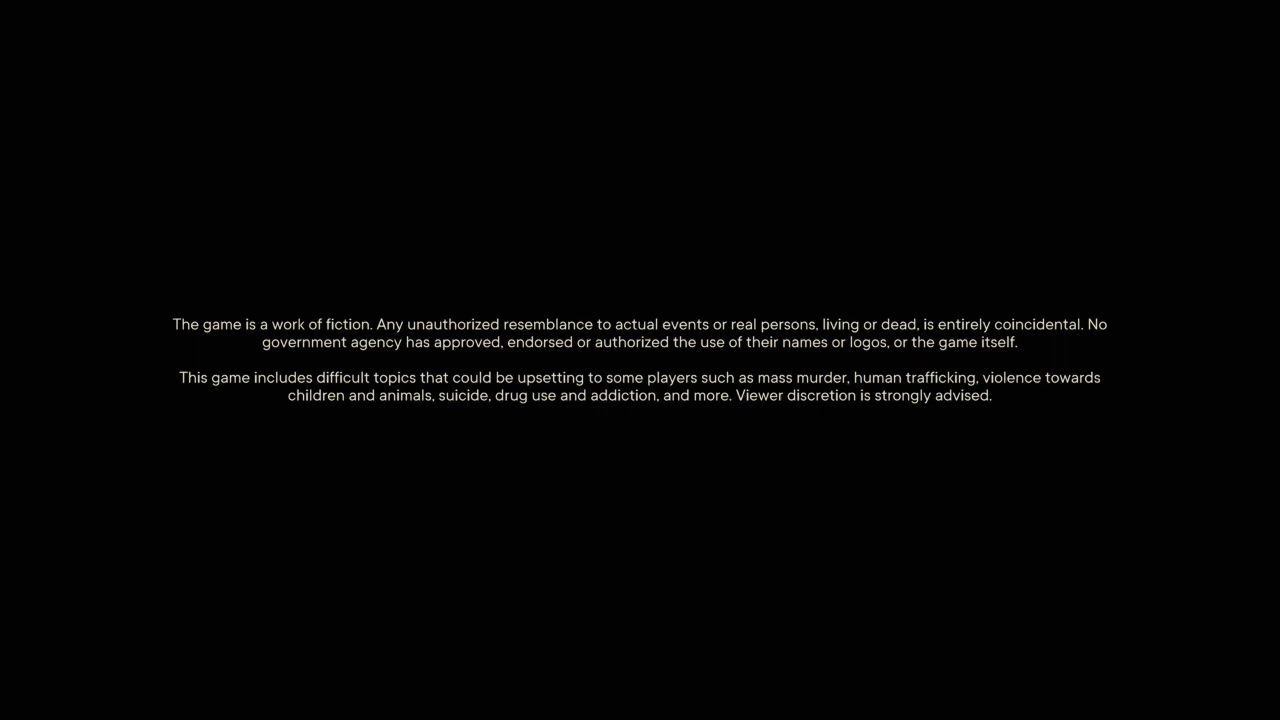 The game is a work of fiction. Any unauthorized resemblance to actual events or real persons, living or dead, is entirely coincidental. No
government agency has approved, endorsed or authorized the use of their names or logos, or the game itself.
This game includes difficult topics that could be upsetting to some players such as mass murder, human trafficking, violence towards
children and animals, suicide, drug use and addiction, and more. Viewer discretion is strongly advised.